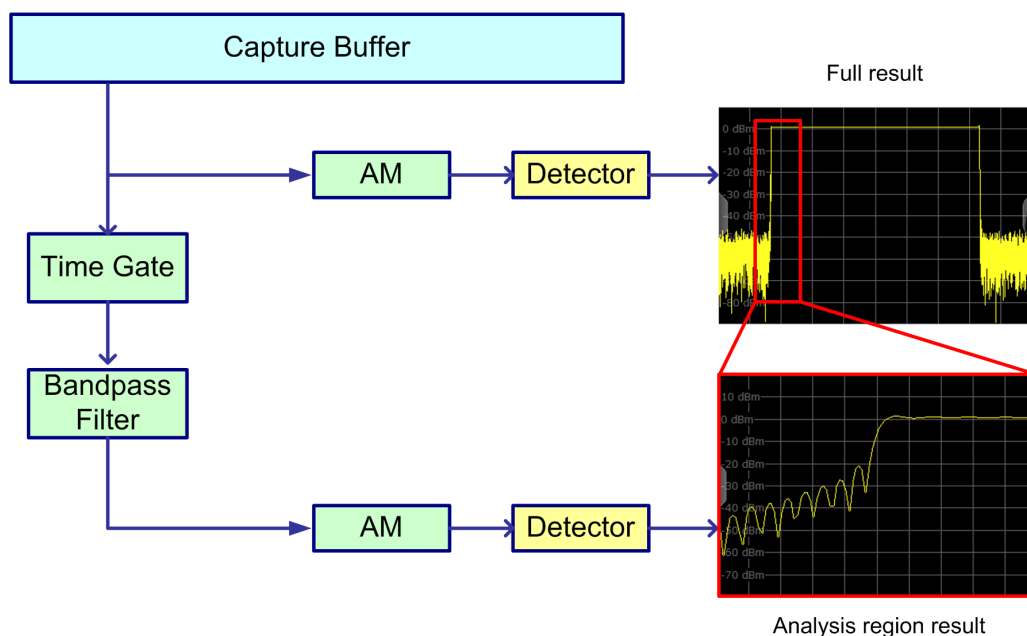 Capture Buffer
Full result
AM
Detector
0 dBm
-10 dBm
-20 dBm
-30 dBm
-40 dBm
Time Gate
Bandpass
Filter
AM
Detector
10 dBm
0 dBm
-10 dBm
-20 dBm
-30 dBm
-40 dBm
-50 dBm
-60 dBm
-70 dBm
Analysis region result